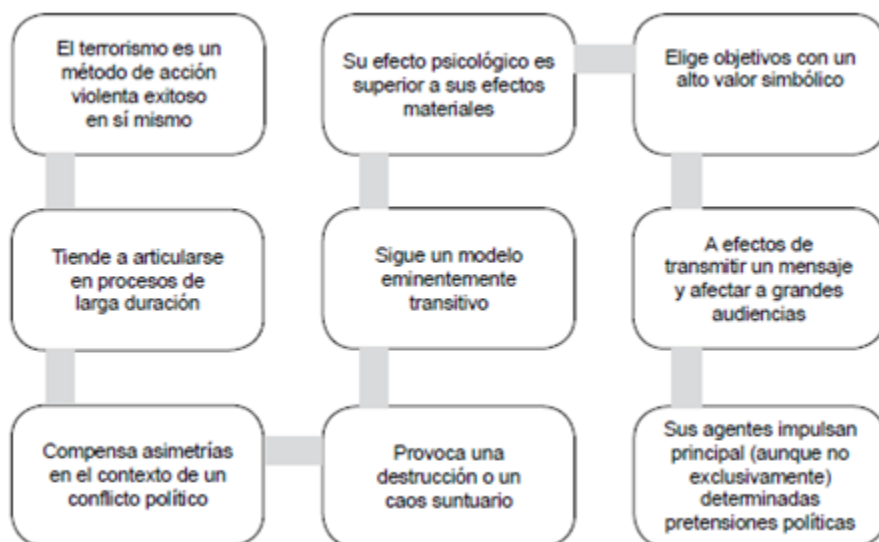 El terrorismo es un
método de acción
violenta exitoso
en sí mismo
Tiende a articularse
en procesos de
larga duración
Compensa asimetrías
en el contexto de un
conflicto político
Provoca una
destrucción o un
caos suntuario
Sigue un modelo
eminentemente
transitivo
Su efecto psicológico es
superior a sus efectos
materiales
Elige objetivos con un
alto valor simbólico
A efectos de
transmitir un mensaje
y afectar a grandes
audiencias
Sus agentes impulsan
principal (aunque no
exclusivamente)
determinadas
pretensiones políticas